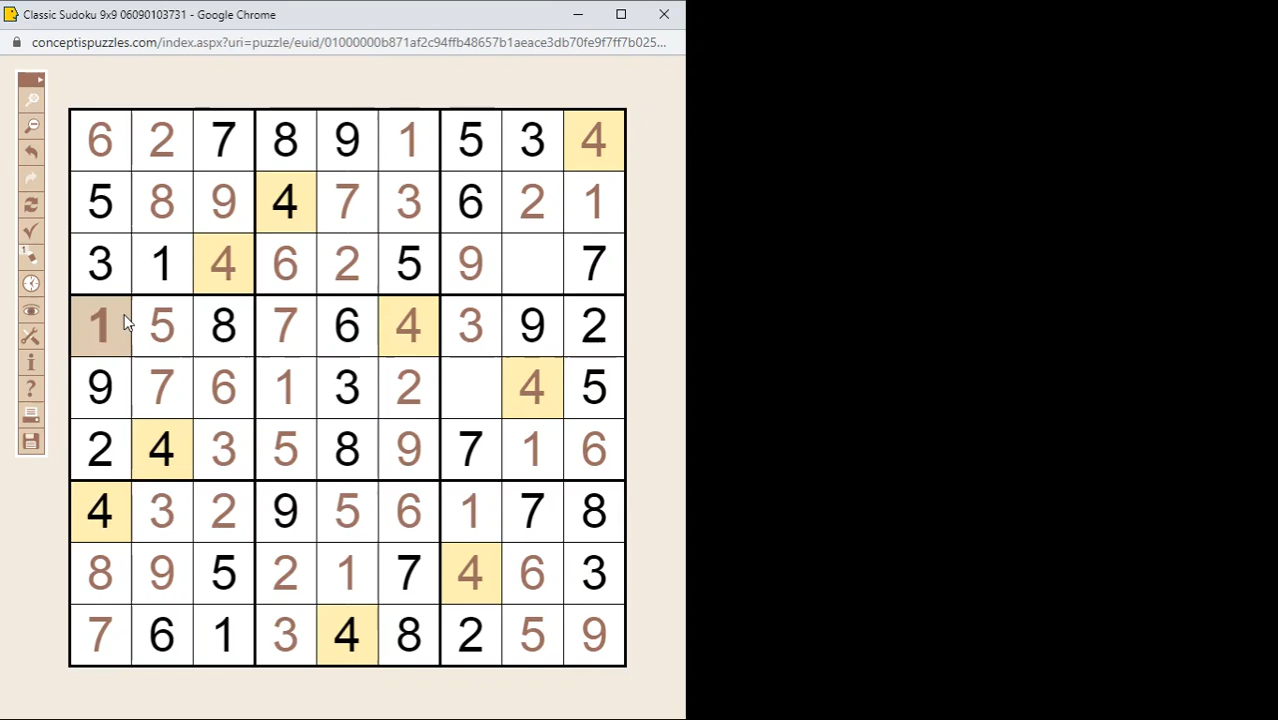 Classic Sudoku 9x9 06090103731 - Google Chrome
conceptispuzzles.com/index.aspx?uri=puzzle/euid/01000000b871af2c94ffb48657b1aeace3db70fe9f7ff7b025...
6 2 7 8 9 1 5 3 4
5 8 9 4 7 3 6 2 1
3 1 4 6 2 5 9 7
1 5 8 7 6 4 3 9 2
9 7 6 1 3 2 4 5
2 4 3 5 8 9 7 1 6
4 3 2 9 5 6 1 7 8
8 9 5 2 1 7 4 6 3
7 6 1 3 4 8 2 5 9